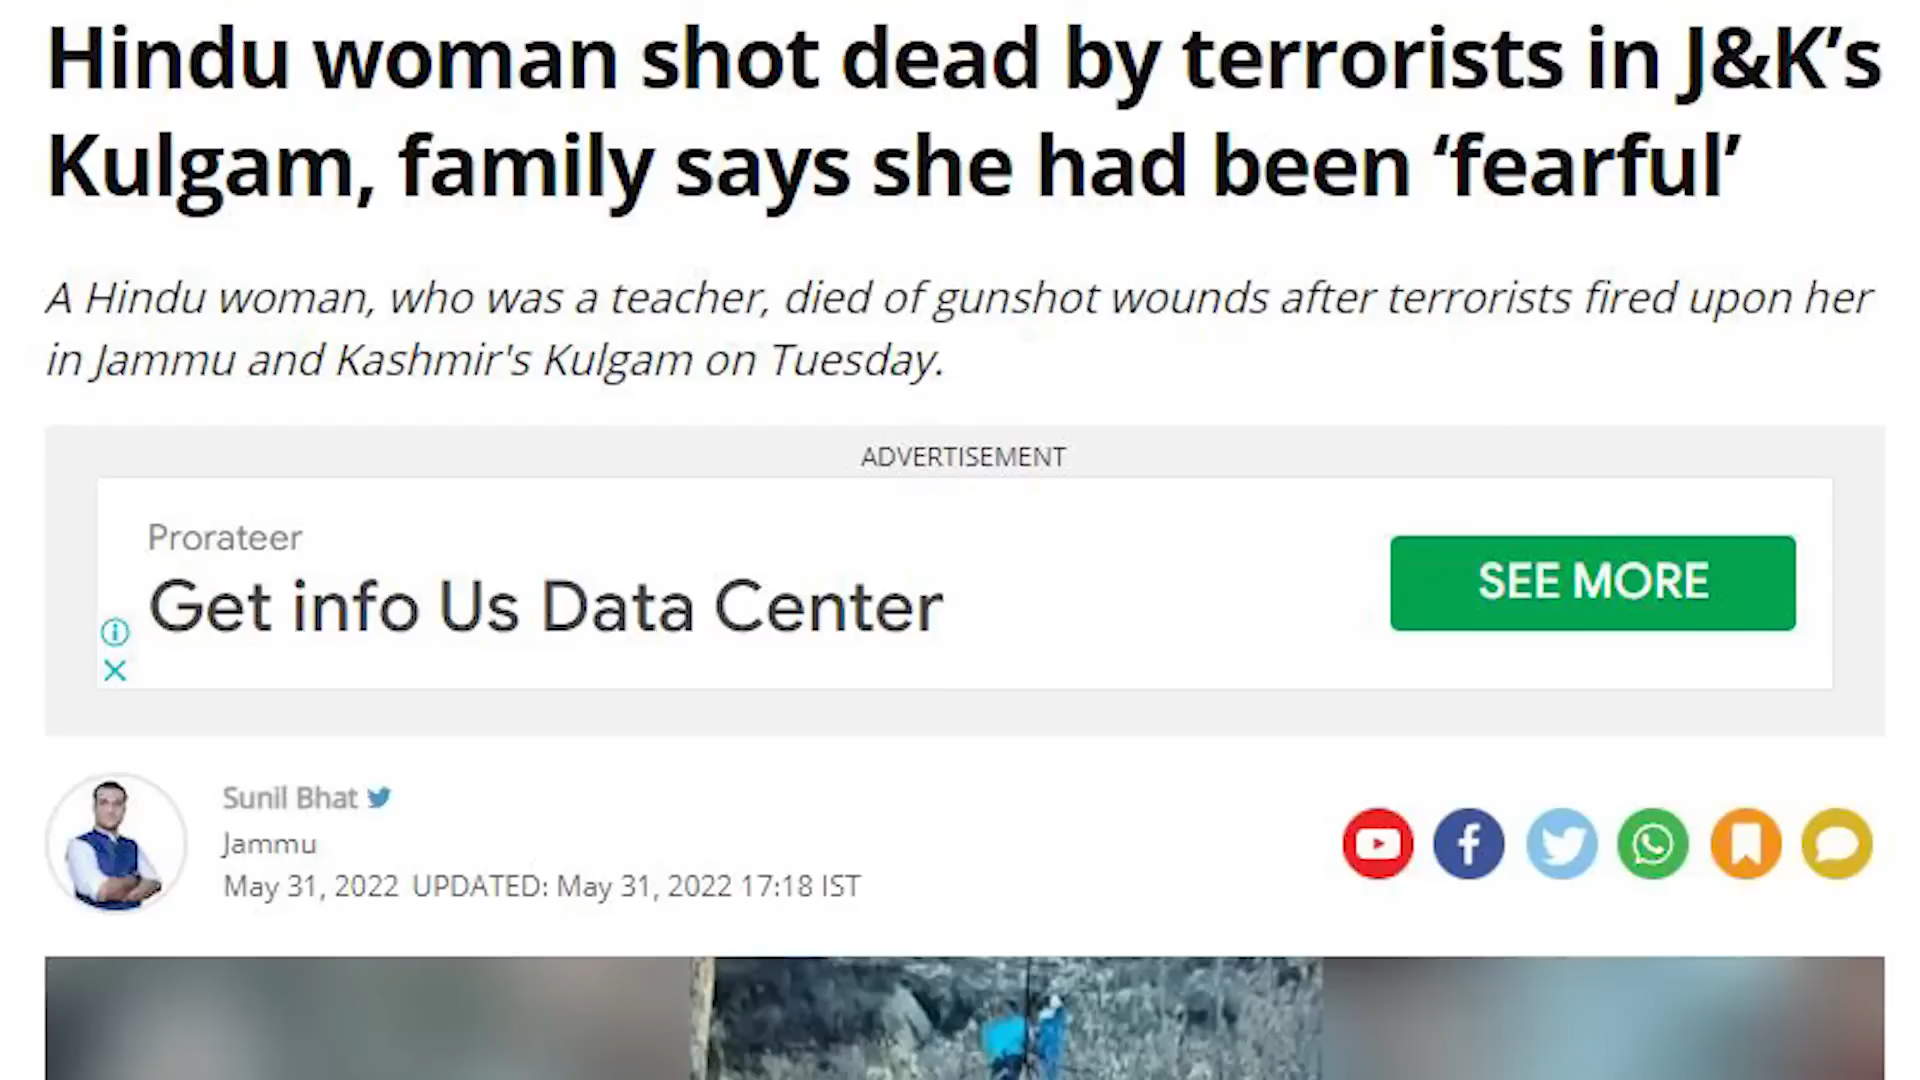 Hindu woman shot dead by terrorists in J&K’s
Kulgam, family says she had been ‘fearful’
A Hindu woman, who was a teacher, died of gunshot wounds after terrorists fired upon her
in Jammu and Kashmir's Kulgam on Tuesday.
ADVERTISEMENT
Prorateer
Get info Us Data Center
SEE MORE
Sunil Bhat
Jammu
May 31, 2022 UPDATED: May 31, 2022 17:18 IST